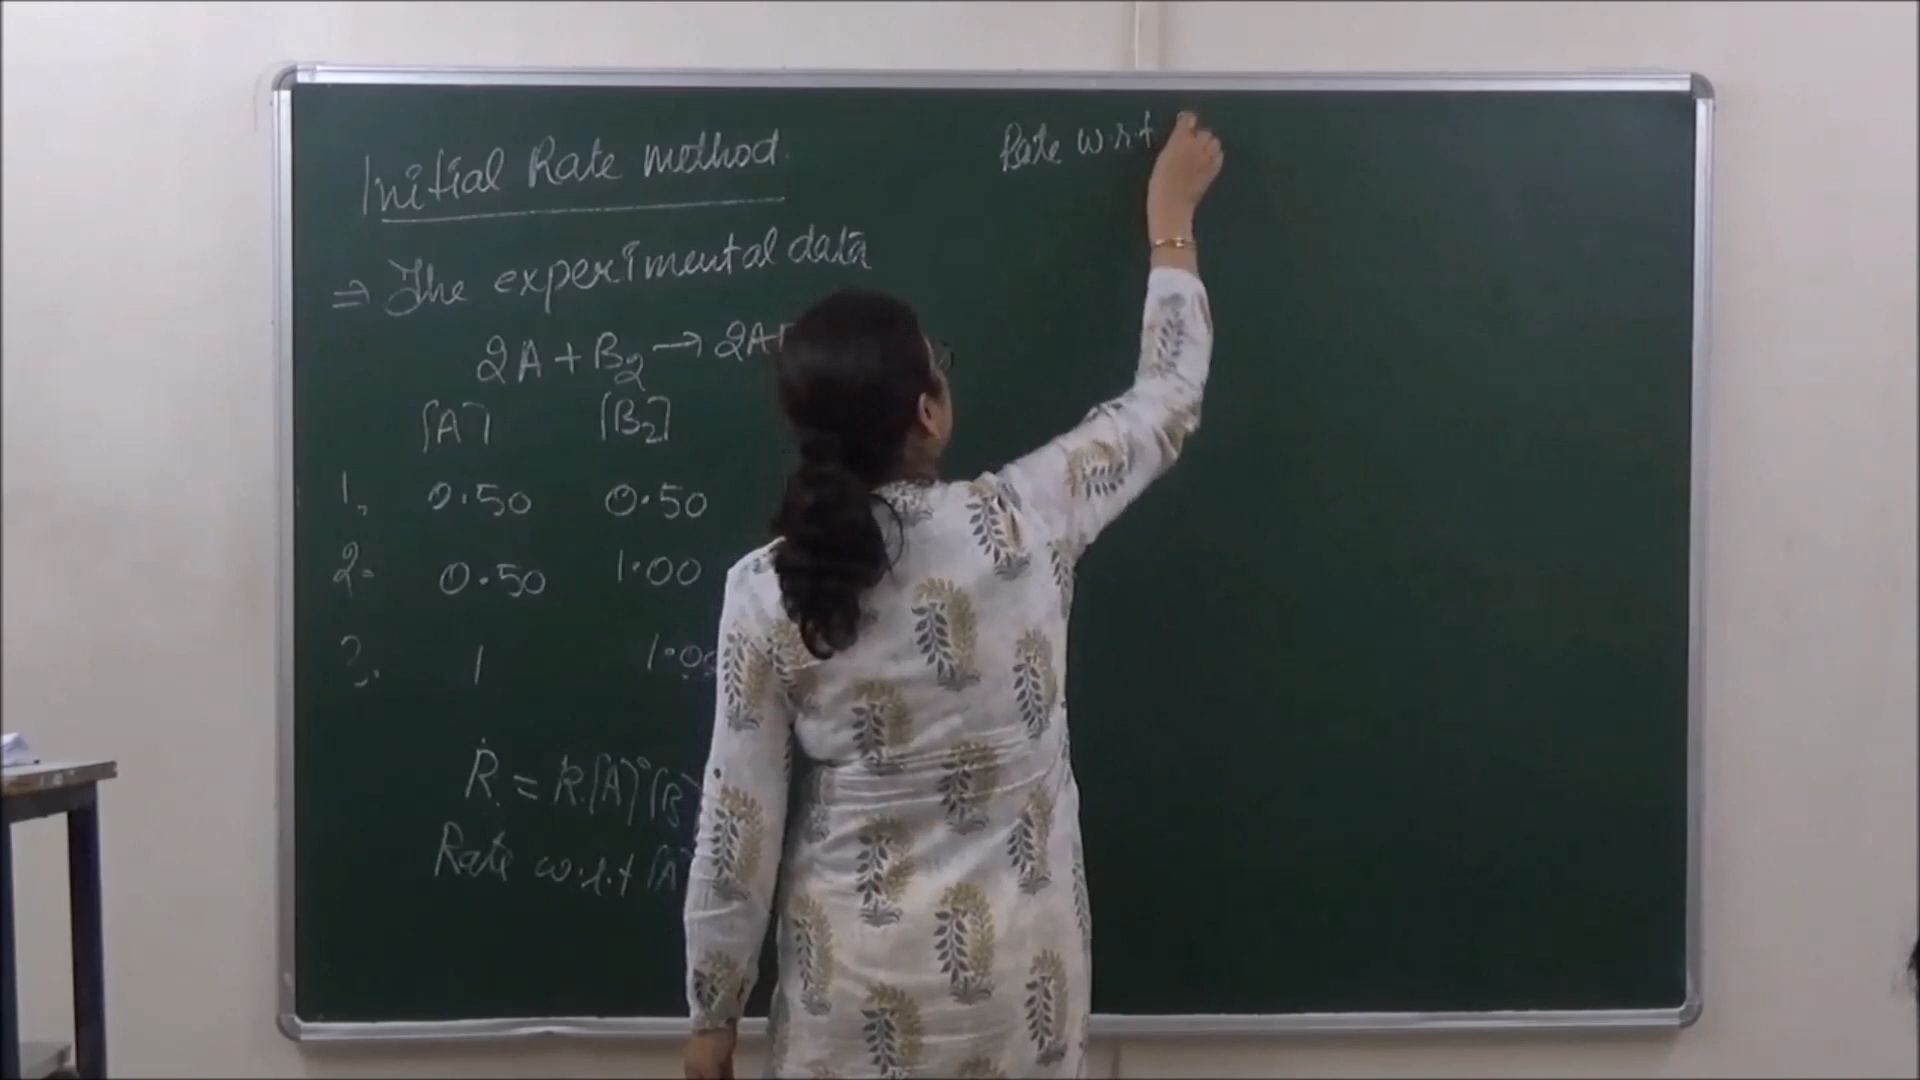 Initial Rate method.
⇒ The experimental data
2A + B₂ → 2A
[A] [B₂]
1. 0.50 0.50
2. 0.50 1.00
3. 1 1.00
R = k[A]° [B
Rate w.r.t [A]
Rate w.r.t